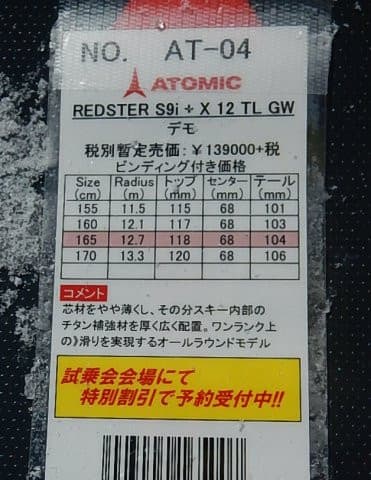 NO. AT-04
ATOMIC
REDSTER S9i + X 12 TL GW
デモ
税別暫定売価：￥139000+税
ビンディング付き価格
Size (cm) Radius (m) トップ (mm) センター (mm) テール (mm)
155 11.5 115 68 101
160 12.1 117 68 103
165 12.7 118 68 104
170 13.3 120 68 106
コメント
芯材をやや薄くし、その分スキー内部の
チタン補強材を厚く広く配置。ワンランク上
の》滑りを実現するオールラウンドモデル
試乗会会場にて
特別割引で予約受付中!!